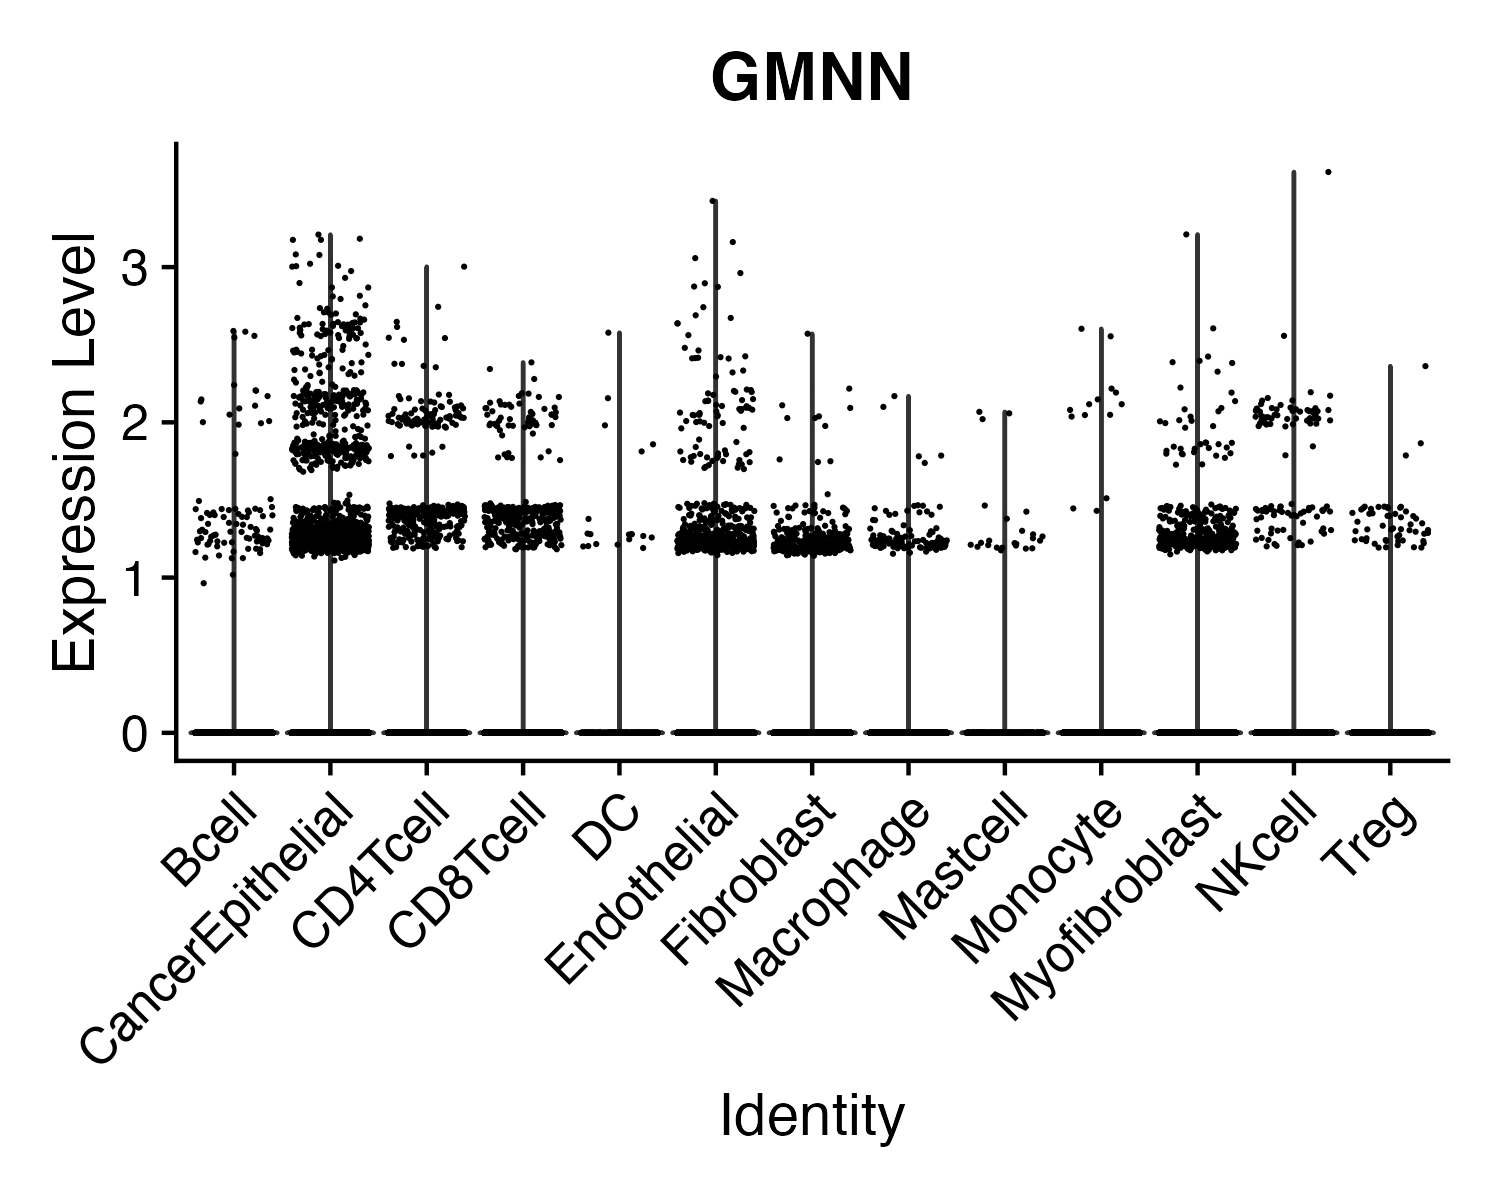 GMNN
Expression Level
3
2
1
0
Bcell
CancerEpithelial
CD4Tcell
CD8Tcell
DC
Endothelial
Fibroblast
Macrophage
Mastcell
Monocyte
Myofibroblast
NKcell
Treg
Identity